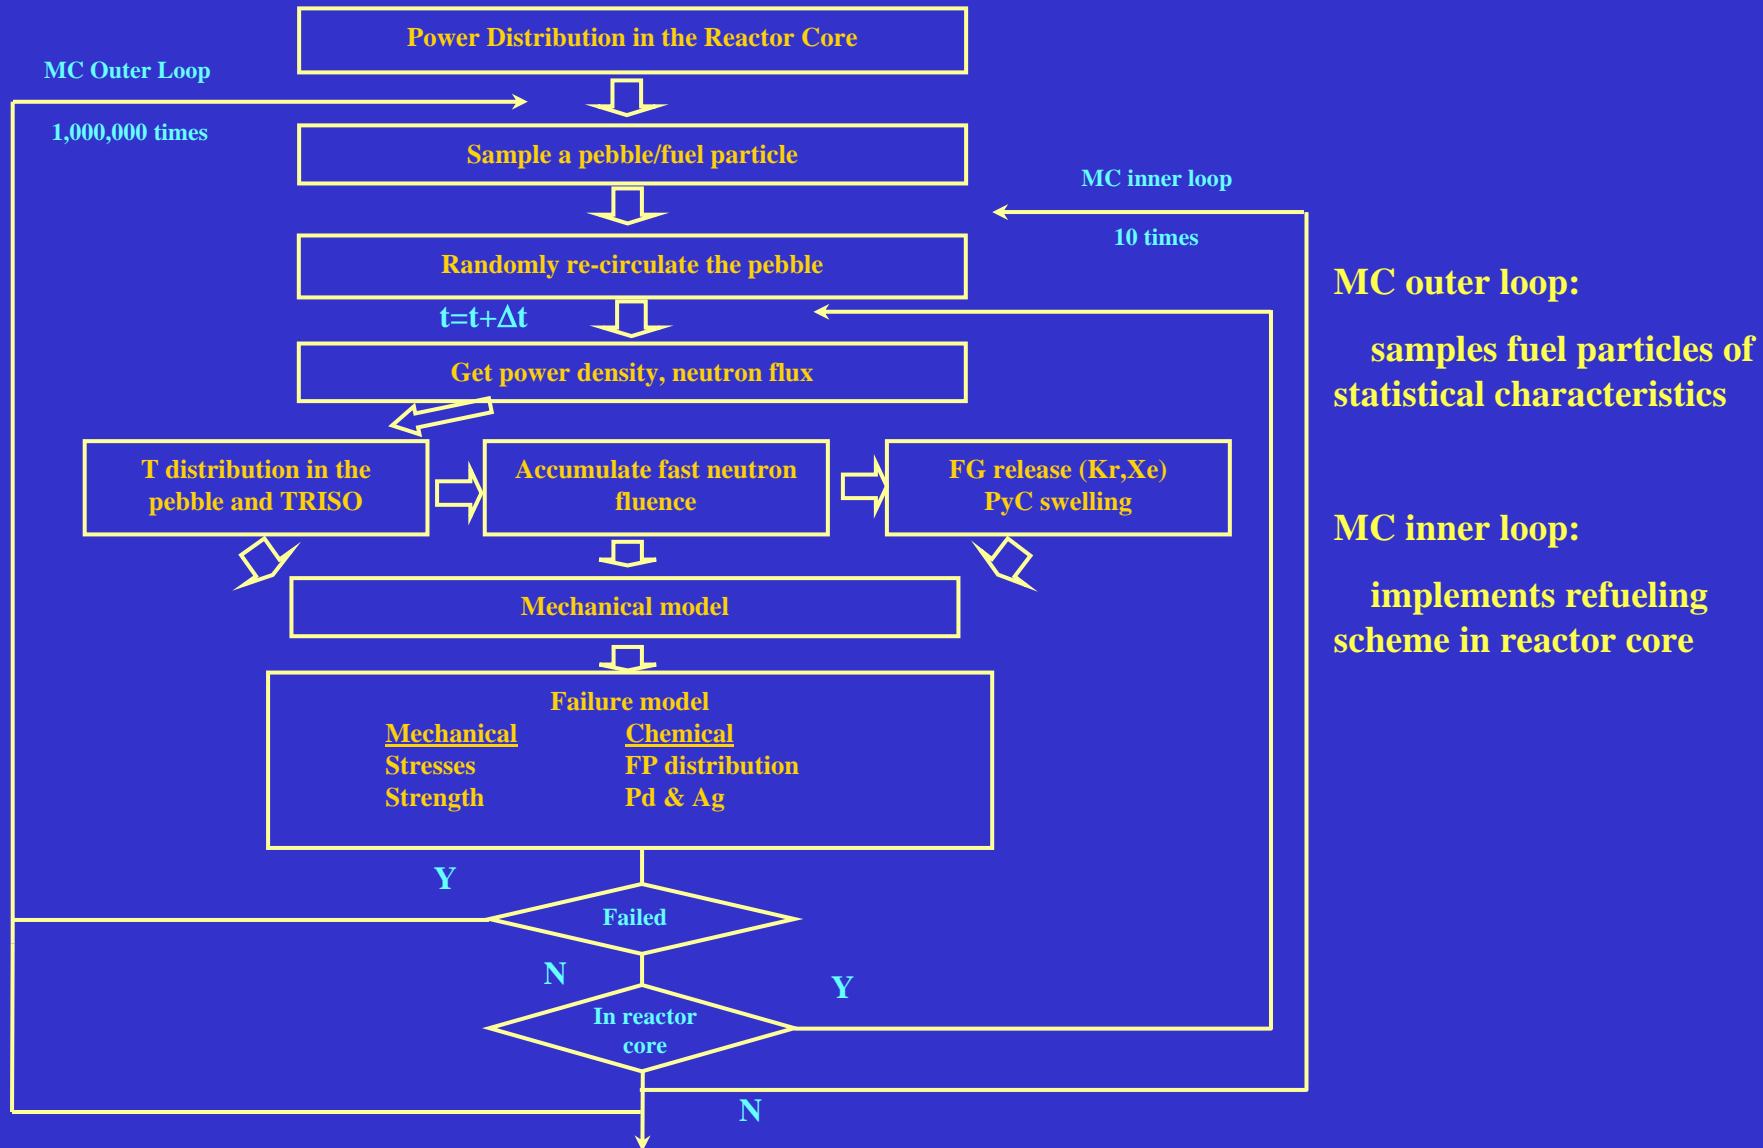 Power Distribution in the Reactor Core
MC Outer Loop
1,000,000 times
Sample a pebble/fuel particle
MC inner loop
10 times
Randomly re-circulate the pebble
t=t+Δt
Get power density, neutron flux
T distribution in the
pebble and TRISO
Accumulate fast neutron
fluence
FG release (Kr,Xe)
PyC swelling
Mechanical model
Failure model
Mechanical Chemical
Stresses FP distribution
Strength Pd & Ag
Y
Failed
N
Y
In reactor
core
N
MC outer loop:
samples fuel particles of
statistical characteristics
MC inner loop:
implements refueling
scheme in reactor core